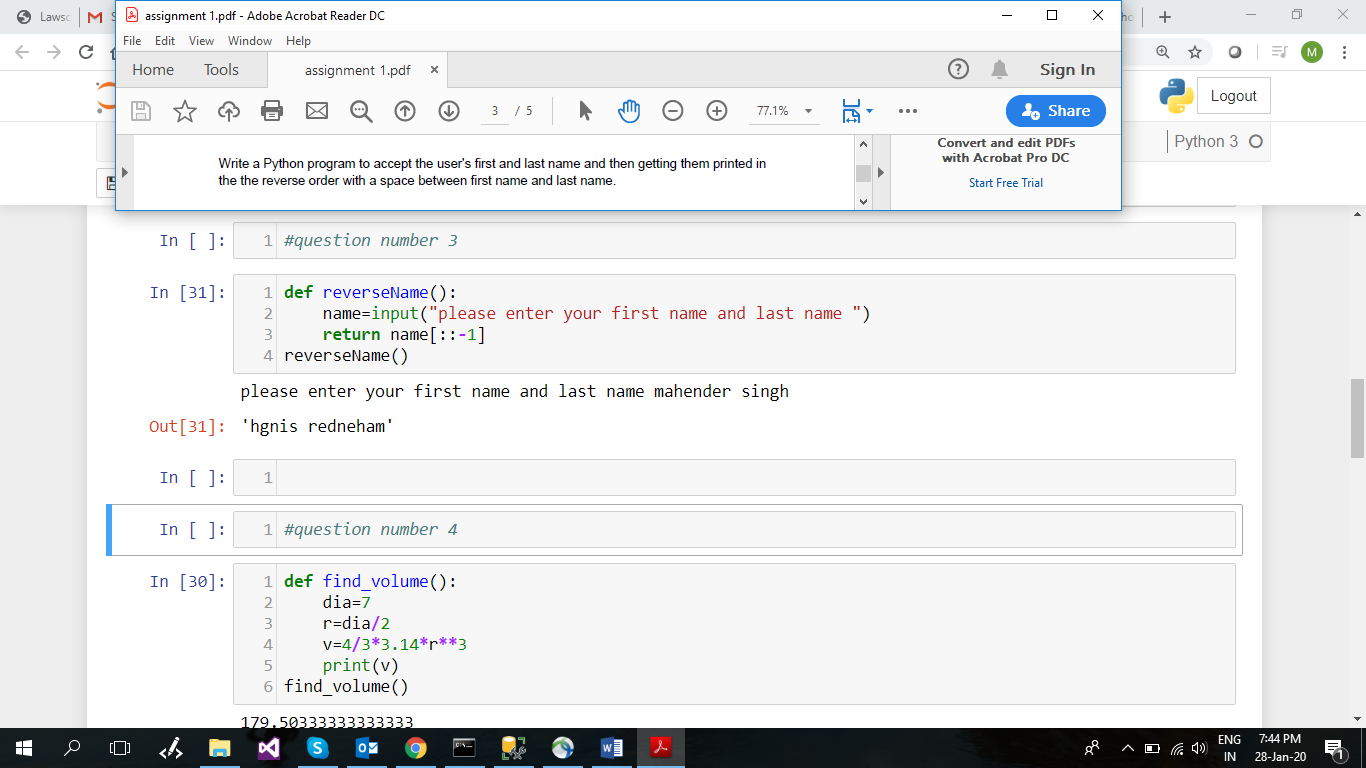 Lawsc
assignment 1.pdf - Adobe Acrobat Reader DC
File Edit View Window Help
Home Tools assignment 1.pdf × Sign In
3 / 5 77.1% Share
Write a Python program to accept the user's first and last name and then getting them printed in
the the reverse order with a space between first name and last name.
Convert and edit PDFs
with Acrobat Pro DC
Start Free Trial
M
Logout
Python 3
In [ ]: 1 #question number 3
In [31]: 1 def reverseName():
2 name=input("please enter your first name and last name ")
3 return name[::-1]
4 reverseName()
please enter your first name and last name mahender singh
Out[31]: 'hgnis redneham'
In [ ]: 1
In [ ]: 1 #question number 4
In [30]: 1 def find_volume():
2 dia=7
3 r=dia/2
4 v=4/3*3.14*r**3
5 print(v)
6 find_volume()
179.50333333333333
ENG 7:44 PM
IN 28-Jan-20 1